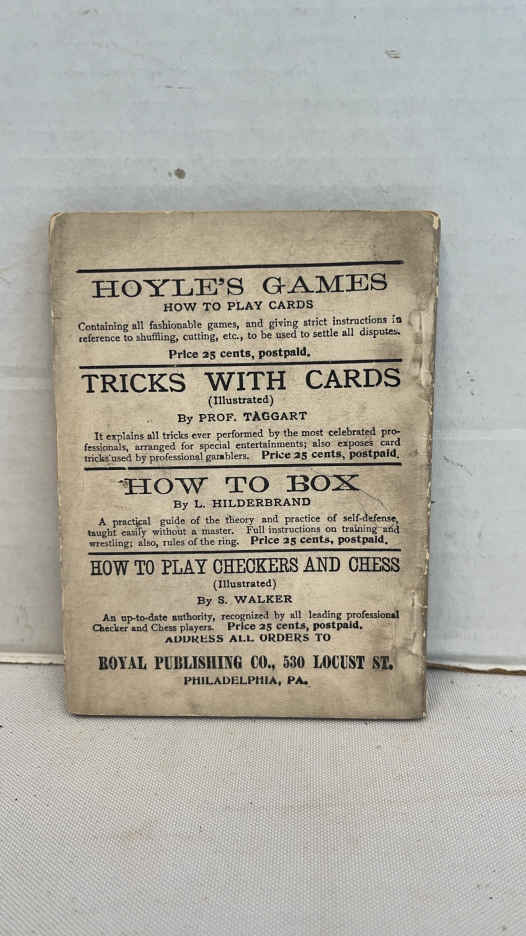 HOYLE'S GAMES
HOW TO PLAY CARDS
Containing all fashionable games, and giving strict instructions in
reference to shuffling, cutting, etc., to be used to settle all disputes.
Price 25 cents, postpaid.
TRICKS WITH CARDS
(Illustrated)
By PROF. TAGGART
It explains all tricks ever performed by the most celebrated pro-
fessionals, arranged for special entertainments; also exposes card
tricks used by professional gamblers. Price 25 cents, postpaid.
HOW TO BOX
By L. HILDERBRAND
A practical guide of the theory and practice of self-defense,
taught easily without a master. Full instructions on training and
wrestling; also, rules of the ring. Price 25 cents, postpaid.
HOW TO PLAY CHECKERS AND CHESS
(Illustrated)
By S. WALKER
An up-to-date authority, recognized by all leading professional
Checker and Chess players. Price 25 cents, postpaid.
ADDRESS ALL ORDERS TO
ROYAL PUBLISHING CO., 530 LOCUST ST.
PHILADELPHIA, PA.